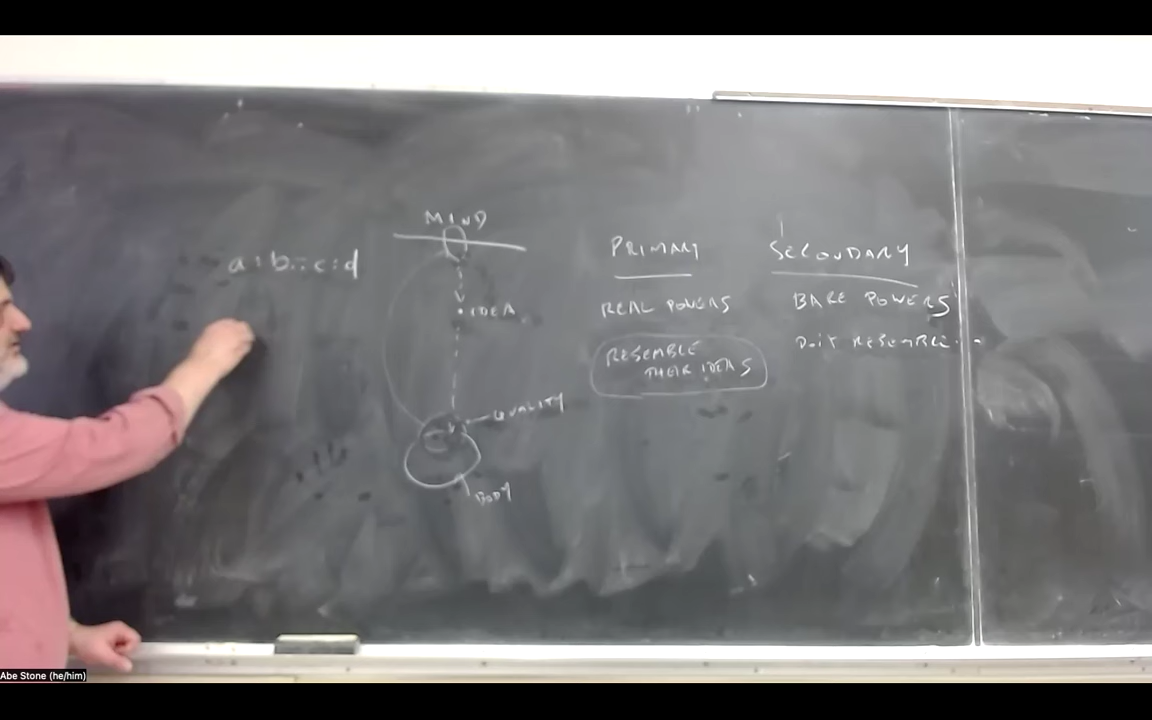 MIND
a:b::c:d
IDEA
QUALITY
BODY
PRIMARY
REAL POWERS
RESEMBLE
THEIR IDEAS
SECONDARY
BARE POWERS
DON'T RESEMBLE...
Abe Stone (he/him)